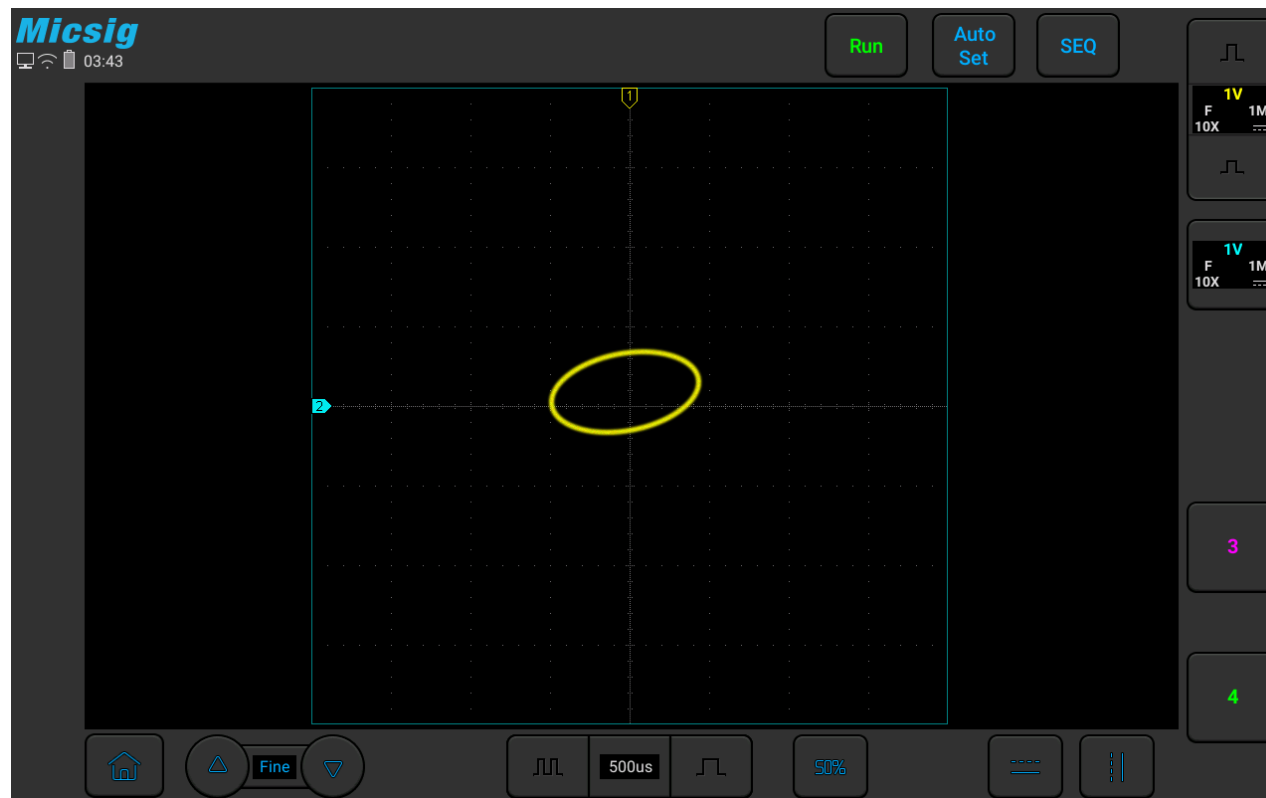 Micsig
03:43
Run
Auto
Set
SEQ
1
1V
F 1M
10X
1V
F 1M
10X
2
3
4
Fine
500us
50%